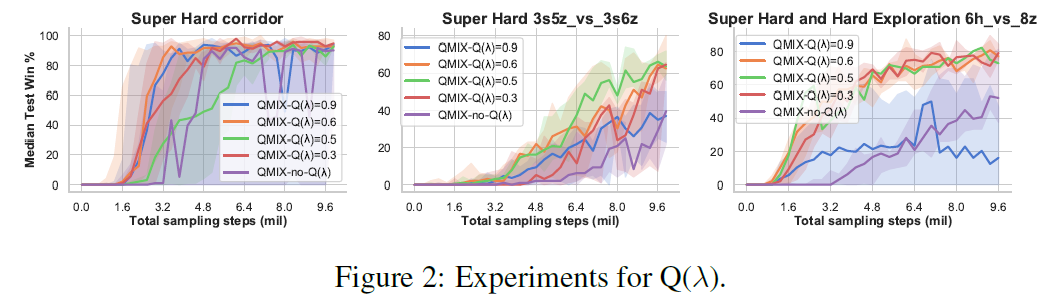 Super Hard corridor
Median Test Win %
100
80
60
40
20
0
QMIX-Q(λ)=0.9
QMIX-Q(λ)=0.6
QMIX-Q(λ)=0.5
QMIX-Q(λ)=0.3
QMIX-no-Q(λ)
0.0 1.6 3.2 4.8 6.4 8.0 9.6
Total sampling steps (mil)
Super Hard 3s5z_vs_3s6z
80
60
40
20
0
QMIX-Q(λ)=0.9
QMIX-Q(λ)=0.6
QMIX-Q(λ)=0.5
QMIX-Q(λ)=0.3
QMIX-no-Q(λ)
0.0 1.6 3.2 4.8 6.4 8.0 9.6
Total sampling steps (mil)
Super Hard and Hard Exploration 6h_vs_8z
80
60
40
20
0
QMIX-Q(λ)=0.9
QMIX-Q(λ)=0.6
QMIX-Q(λ)=0.5
QMIX-Q(λ)=0.3
QMIX-no-Q(λ)
0.0 1.6 3.2 4.8 6.4 8.0 9.6
Total sampling steps (mil)
Figure 2: Experiments for Q(λ).